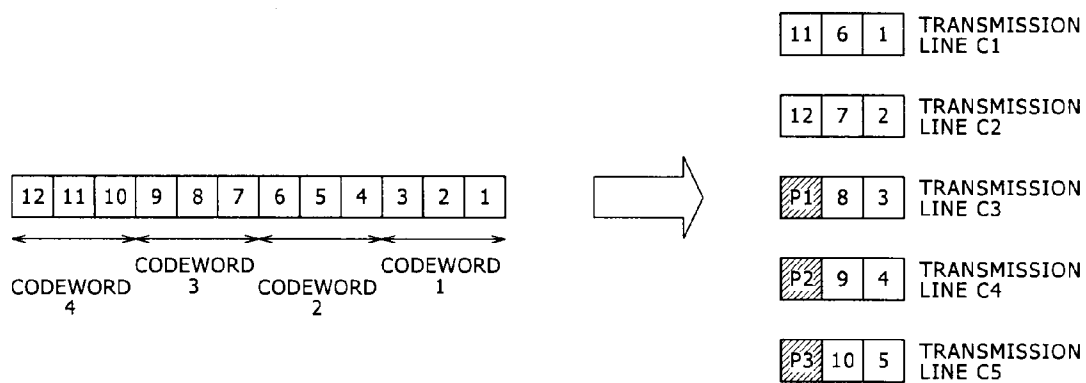 12 11 10 9 8 7 6 5 4 3 2 1
CODEWORD
4
CODEWORD
3
CODEWORD
2
CODEWORD
1
11 6 1
TRANSMISSION
LINE C1
12 7 2
TRANSMISSION
LINE C2
P1 8 3
TRANSMISSION
LINE C3
P2 9 4
TRANSMISSION
LINE C4
P3 10 5
TRANSMISSION
LINE C5